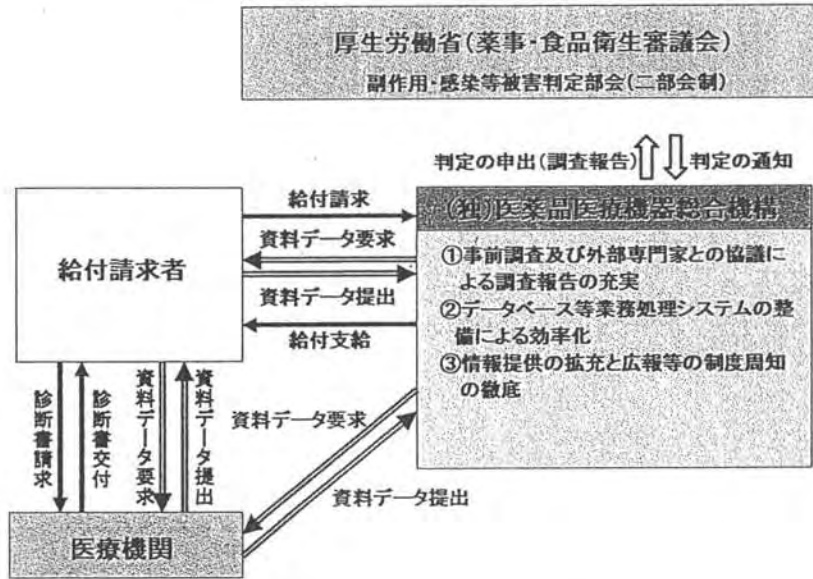 厚生労働省(薬事・食品衛生審議会)
副作用・感染等被害判定部会(二部会制)
判定の申出(調査報告)
判定の通知
給付請求者
給付請求
資料データ要求
資料データ提出
給付支給
(独)医薬品医療機器総合機構
①事前調査及び外部専門家との協議に
よる調査報告の充実
②データベース等業務処理システムの整
備による効率化
③情報提供の拡充と広報等の制度周知
の徹底
診断書請求
診断書交付
資料データ要求
資料データ提出
資料データ要求
資料データ提出
医療機関